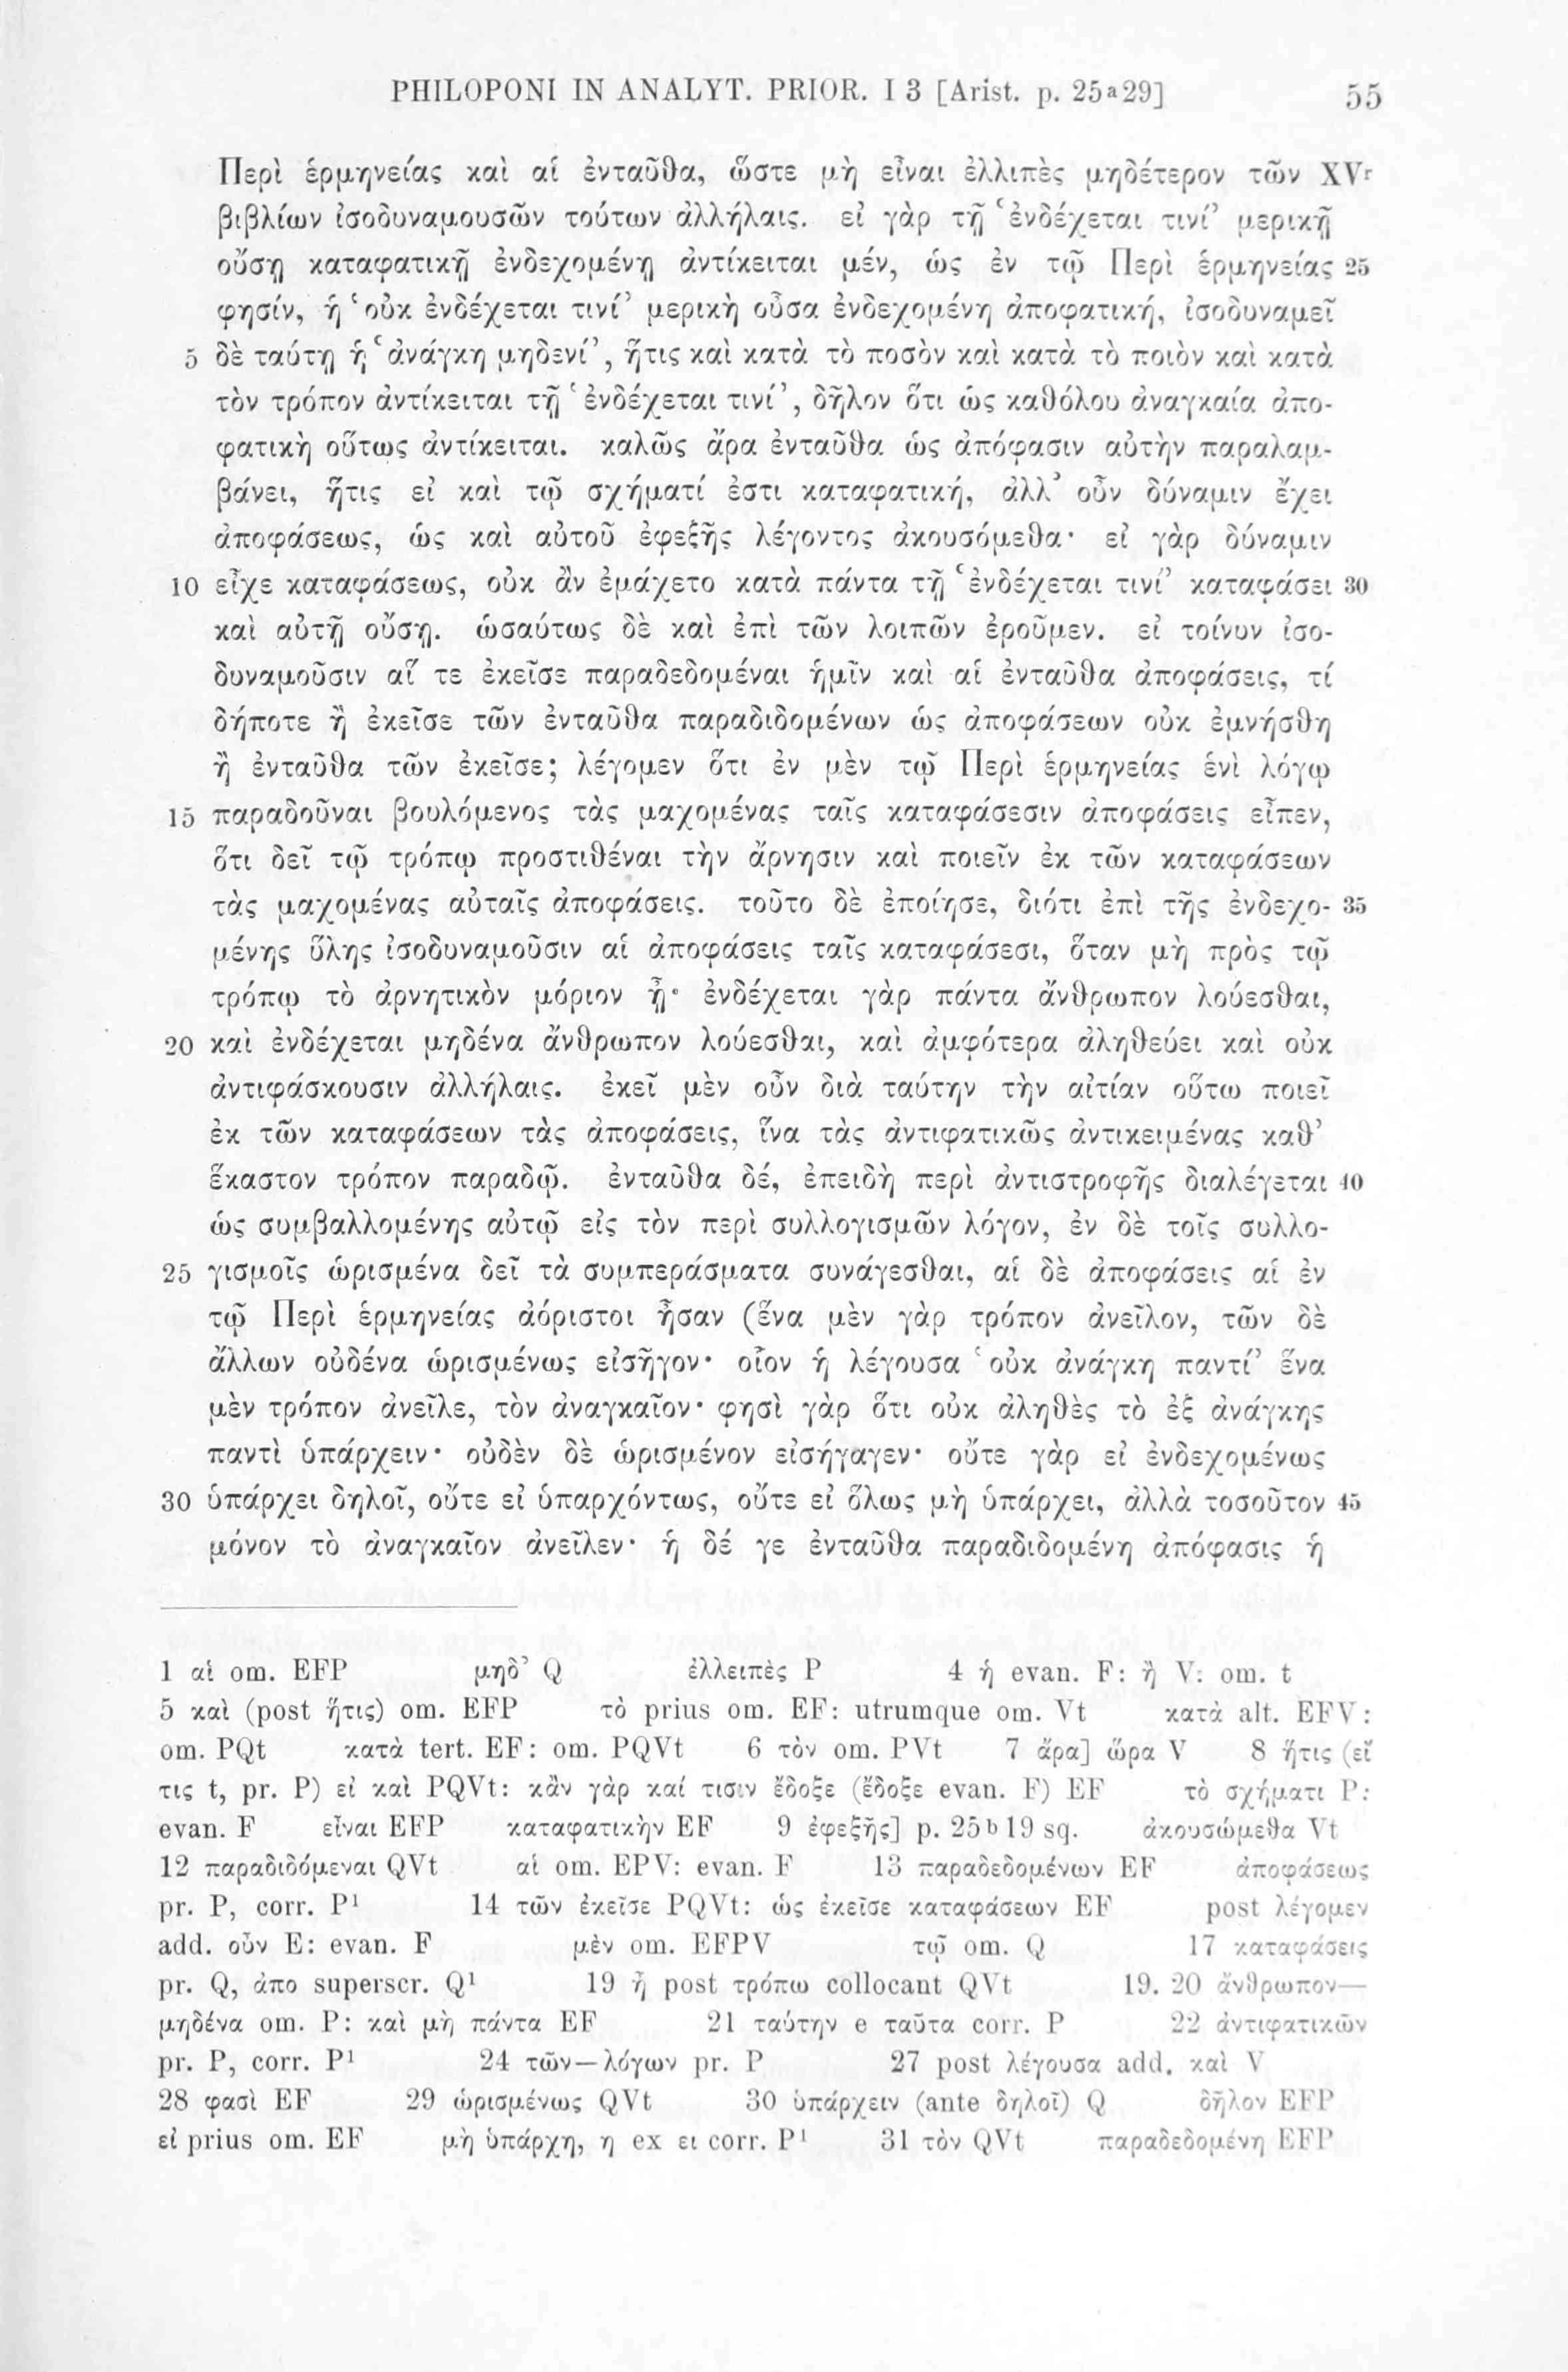 PHILOPONI IN ANALYT. PRIOR. I 3 [Arist. p. 25a29] 55
Περὶ ἑρμηνείας καὶ αἱ ἐνταῦθα, ὥστε μὴ εἶναι ἐλλιπὲς μηδέτερον τῶν XVr
βιβλίων ἰσοδυναμουσῶν τούτων ἀλλήλαις. εἰ γὰρ τῇ ‘ἐνδέχεται τινί’ μερικῇ
οὔσῃ καταφατικῇ ἐνδεχομένῃ ἀντίκειται μέν, ὡς ἐν τῷ Περὶ ἑρμηνείας 25
φησίν, ἡ ‘οὐκ ἐνδέχεται τινί’ μερικὴ οὖσα ἐνδεχομένη ἀποφατική, ἰσοδυναμεῖ
5 δὲ ταύτῃ ἡ ‘ἀνάγκη μηδενί’, ἥτις καὶ κατὰ τὸ ποσὸν καὶ κατὰ τὸ ποιὸν καὶ κατὰ
τὸν τρόπον ἀντίκειται τῇ ‘ἐνδέχεται τινί’, δῆλον ὅτι ὡς καθόλου ἀναγκαία ἀπο-
φατικὴ οὕτως ἀντίκειται. καλῶς ἄρα ἐνταῦθα ὡς ἀπόφασιν αὐτὴν παραλαμ-
βάνει, ἥτις εἰ καὶ τῷ σχήματί ἐστι καταφατική, ἀλλ’ οὖν δύναμιν ἔχει
ἀποφάσεως, ὡς καὶ αὐτοῦ ἐφεξῆς λέγοντος ἀκουσόμεθα· εἰ γὰρ δύναμιν
10 εἶχε καταφάσεως, οὐκ ἂν ἐμάχετο κατὰ πάντα τῇ ‘ἐνδέχεται τινί’ καταφάσει 30
καὶ αὐτῇ οὔσῃ. ὡσαύτως δὲ καὶ ἐπὶ τῶν λοιπῶν ἐροῦμεν. εἰ τοίνυν ἰσο-
δυναμοῦσιν αἵ τε ἐκεῖσε παραδεδομέναι ἡμῖν καὶ αἱ ἐνταῦθα ἀποφάσεις, τί
δήποτε ἢ ἐκεῖσε τῶν ἐνταῦθα παραδιδομένων ὡς ἀποφάσεων οὐκ ἐμνήσθη
ἢ ἐνταῦθα τῶν ἐκεῖσε; λέγομεν ὅτι ἐν μὲν τῷ Περὶ ἑρμηνείας ἑνὶ λόγῳ
15 παραδοῦναι βουλόμενος τὰς μαχομένας ταῖς καταφάσεσιν ἀποφάσεις εἶπεν,
ὅτι δεῖ τῷ τρόπῳ προστιθέναι τὴν ἄρνησιν καὶ ποιεῖν ἐκ τῶν καταφάσεων
τὰς μαχομένας αὐταῖς ἀποφάσεις. τοῦτο δὲ ἐποίησε, διότι ἐπὶ τῆς ἐνδεχο- 35
μένης ὕλης ἰσοδυναμοῦσιν αἱ ἀποφάσεις ταῖς καταφάσεσι, ὅταν μὴ πρὸς τῷ
τρόπῳ τὸ ἀρνητικὸν μόριον ᾖ· ἐνδέχεται γὰρ πάντα ἄνθρωπον λούεσθαι,
20 καὶ ἐνδέχεται μηδένα ἄνθρωπον λούεσθαι, καὶ ἀμφότερα ἀληθεύει καὶ οὐκ
ἀντιφάσκουσιν ἀλλήλαις. ἐκεῖ μὲν οὖν διὰ ταύτην τὴν αἰτίαν οὕτω ποιεῖ
ἐκ τῶν καταφάσεων τὰς ἀποφάσεις, ἵνα τὰς ἀντιφατικῶς ἀντικειμένας καθ’
ἕκαστον τρόπον παραδῷ. ἐνταῦθα δέ, ἐπειδὴ περὶ ἀντιστροφῆς διαλέγεται 40
ὡς συμβαλλομένης αὐτῷ εἰς τὸν περὶ συλλογισμῶν λόγον, ἐν δὲ τοῖς συλλο-
25 γισμοῖς ὡρισμένα δεῖ τὰ συμπεράσματα συνάγεσθαι, αἱ δὲ ἀποφάσεις αἱ ἐν
τῷ Περὶ ἑρμηνείας ἀόριστοι ἦσαν (ἕνα μὲν γὰρ τρόπον ἀνεῖλον, τῶν δὲ
ἄλλων οὐδένα ὡρισμένως εἰσῆγον· οἷον ἡ λέγουσα ‘οὐκ ἀνάγκη παντί’ ἕνα
μὲν τρόπον ἀνεῖλε, τὸν ἀναγκαῖον· φησὶ γὰρ ὅτι οὐκ ἀληθὲς τὸ ἐξ ἀνάγκης
παντὶ ὑπάρχειν· οὐδὲν δὲ ὡρισμένον εἰσήγαγεν· οὔτε γὰρ εἰ ἐνδεχομένως
30 ὑπάρχει δηλοῖ, οὔτε εἰ ὑπαρχόντως, οὔτε εἰ ὅλως μὴ ὑπάρχει, ἀλλὰ τοσοῦτον 45
μόνον τὸ ἀναγκαῖον ἀνεῖλεν· ἡ δέ γε ἐνταῦθα παραδιδομένη ἀπόφασις ἡ
1 αἱ om. EFP μηδ’ Q ἐλλειπὲς P 4 ἡ evan. F: ἢ V: om. t
5 καὶ (post ἥτις) om. EFP τὸ prius om. EF: utrumque om. Vt κατὰ alt. EFV:
om. PQt κατὰ tert. EF: om. PQVt 6 τὸν om. PVt 7 ἄρα] ὥρα V 8 ἥτις (εἴ
τις t, pr. P) εἰ καὶ PQVt: κἂν γὰρ καί τισιν ἔδοξε (ἔδοξε evan. F) EF τὸ σχήματι P:
evan. F εἶναι EFP καταφατικὴν EF 9 ἐφεξῆς] p. 25b19 sq. ἀκουσώμεθα Vt
12 παραδιδόμεναι QVt αἱ om. EPV: evan. F 13 παραδεδομένων EF ἀποφάσεως
pr. P, corr. P1 14 τῶν ἐκεῖσε PQVt: ὡς ἐκεῖσε καταφάσεων EF post λέγομεν
add. οὖν E: evan. F μὲν om. EFPV τῷ om. Q 17 καταφάσεις
pr. Q, ἀπο superscr. Q1 19 ᾖ post τρόπω collocant QVt 19. 20 ἄνθρωπον—
μηδένα om. P: καὶ μὴ πάντα EF 21 ταύτην e ταῦτα corr. P 22 ἀντιφατικῶν
pr. P, corr. P1 24 τῶν—λόγων pr. P 27 post λέγουσα add. καὶ V
28 φασὶ EF 29 ὡρισμένως QVt 30 ὑπάρχειν (ante δηλοῖ) Q δῆλον EFP
εἰ prius om. EF μὴ ὑπάρχη, η ex ει corr. P1 31 τὸν QVt παραδεδομένη EFP